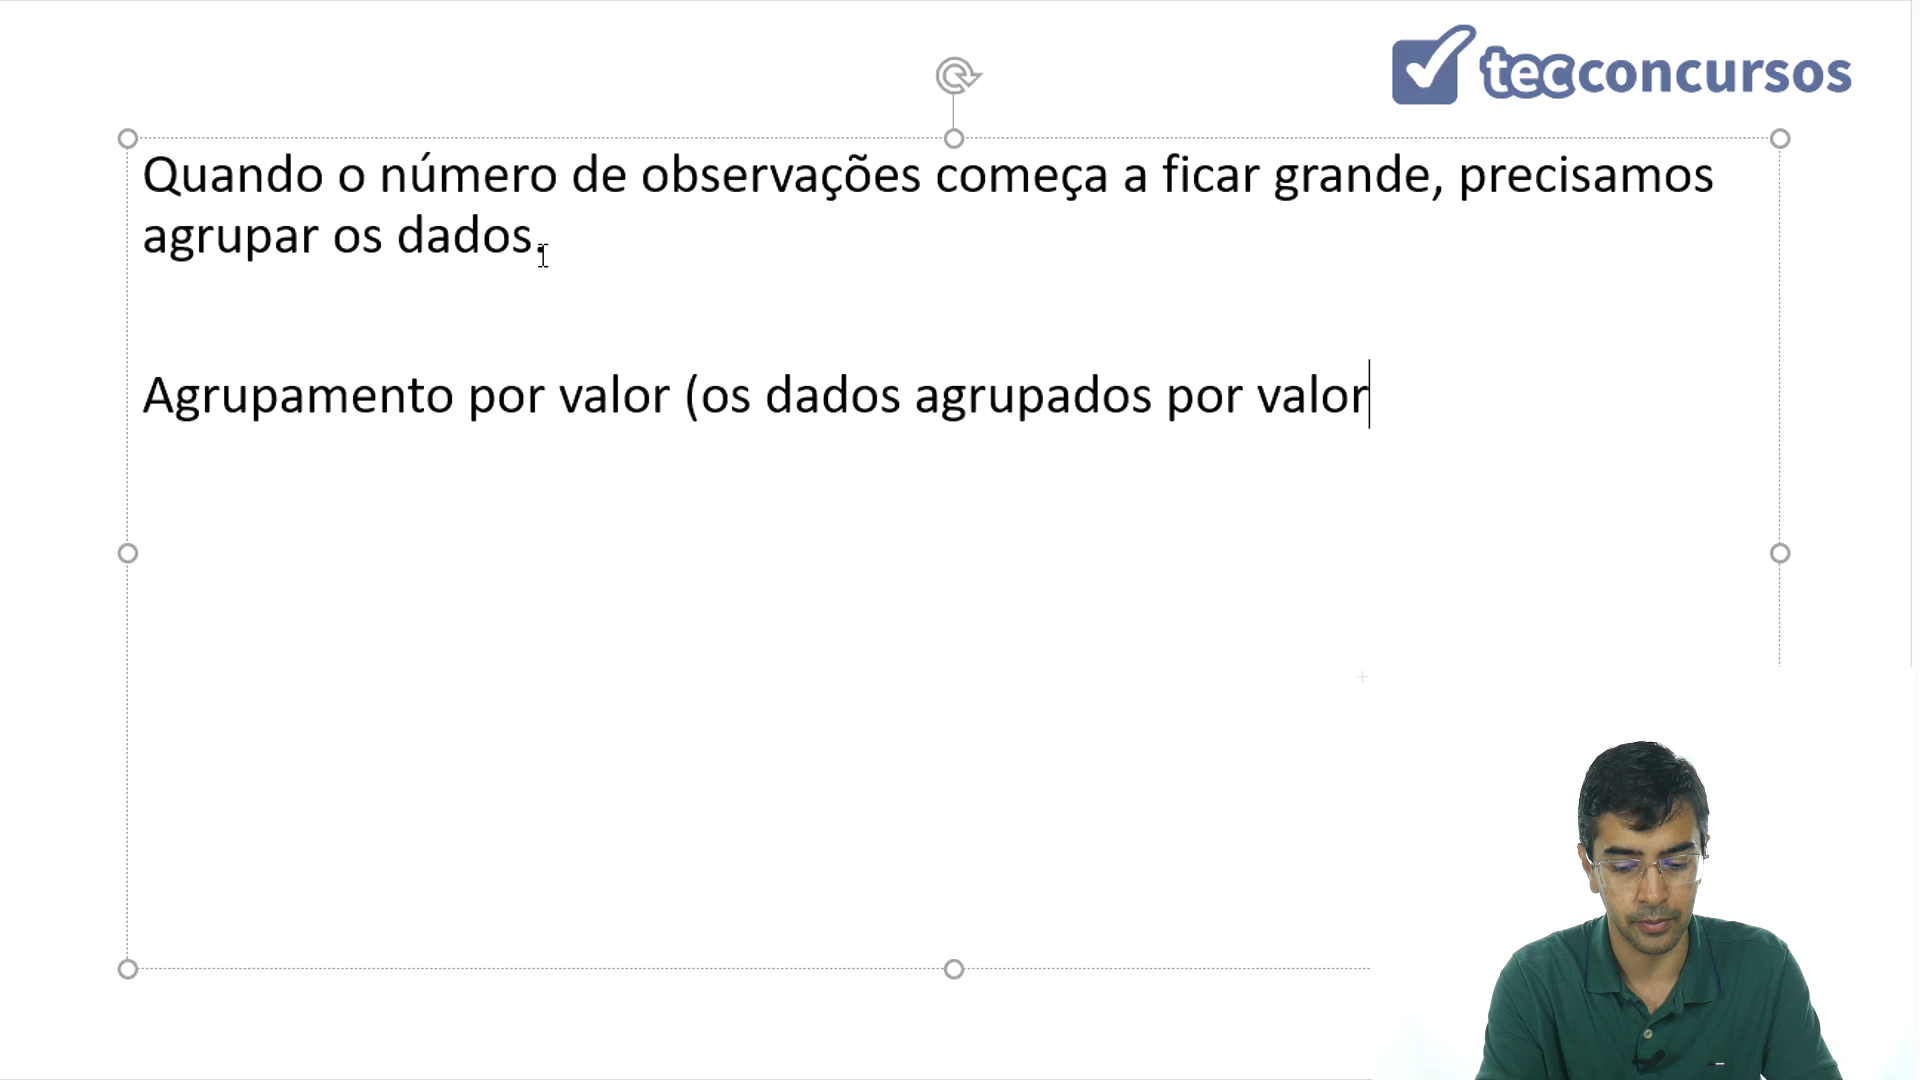 tecconcursos
Quando o número de observações começa a ficar grande, precisamos
agrupar os dados.
Agrupamento por valor (os dados agrupados por valor